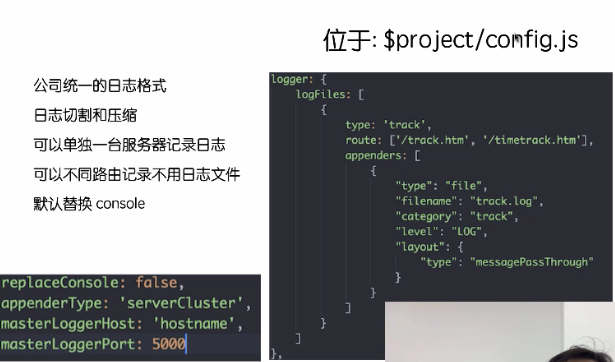 位于: $project/config.js
公司统一的日志格式
日志切割和压缩
可以单独一台服务器记录日志
可以不同路由记录不用日志文件
默认替换 console
replaceConsole: false,
appenderType: 'serverCluster',
masterLoggerHost: 'hostname',
masterLoggerPort: 5000
logger: {
logFiles: [
{
type: 'track',
route: ['/track.htm', '/timetrack.htm'],
appenders: [
{
"type": "file",
"filename": "track.log",
"category": "track",
"level": "LOG",
"layout": {
"type": "messagePassThrough"
}
}
]
}
]
},